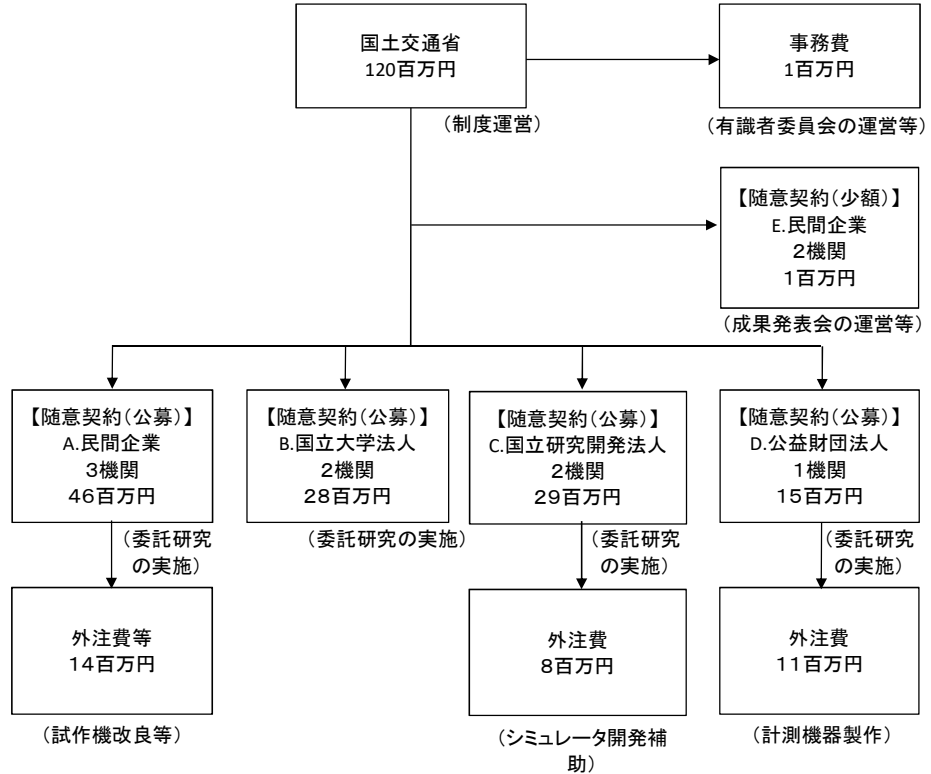 国土交通省
120百万円
（制度運営）
事務費
1百万円
（有識者委員会の運営等）
【随意契約（少額）】
E.民間企業
２機関
１百万円
（成果発表会の運営等）
【随意契約（公募）】
A.民間企業
３機関
４６百万円
（委託研究
の実施）
【随意契約（公募）】
B.国立大学法人
２機関
２８百万円
（委託研究の実施）
【随意契約（公募）】
C.国立研究開発法人
２機関
２９百万円
（委託研究
の実施）
【随意契約（公募）】
D.公益財団法人
１機関
１５百万円
（委託研究
の実施）
外注費等
１４百万円
（試作機改良等）
外注費
８百万円
（シミュレータ開発補
助）
外注費
１１百万円
（計測機器製作）